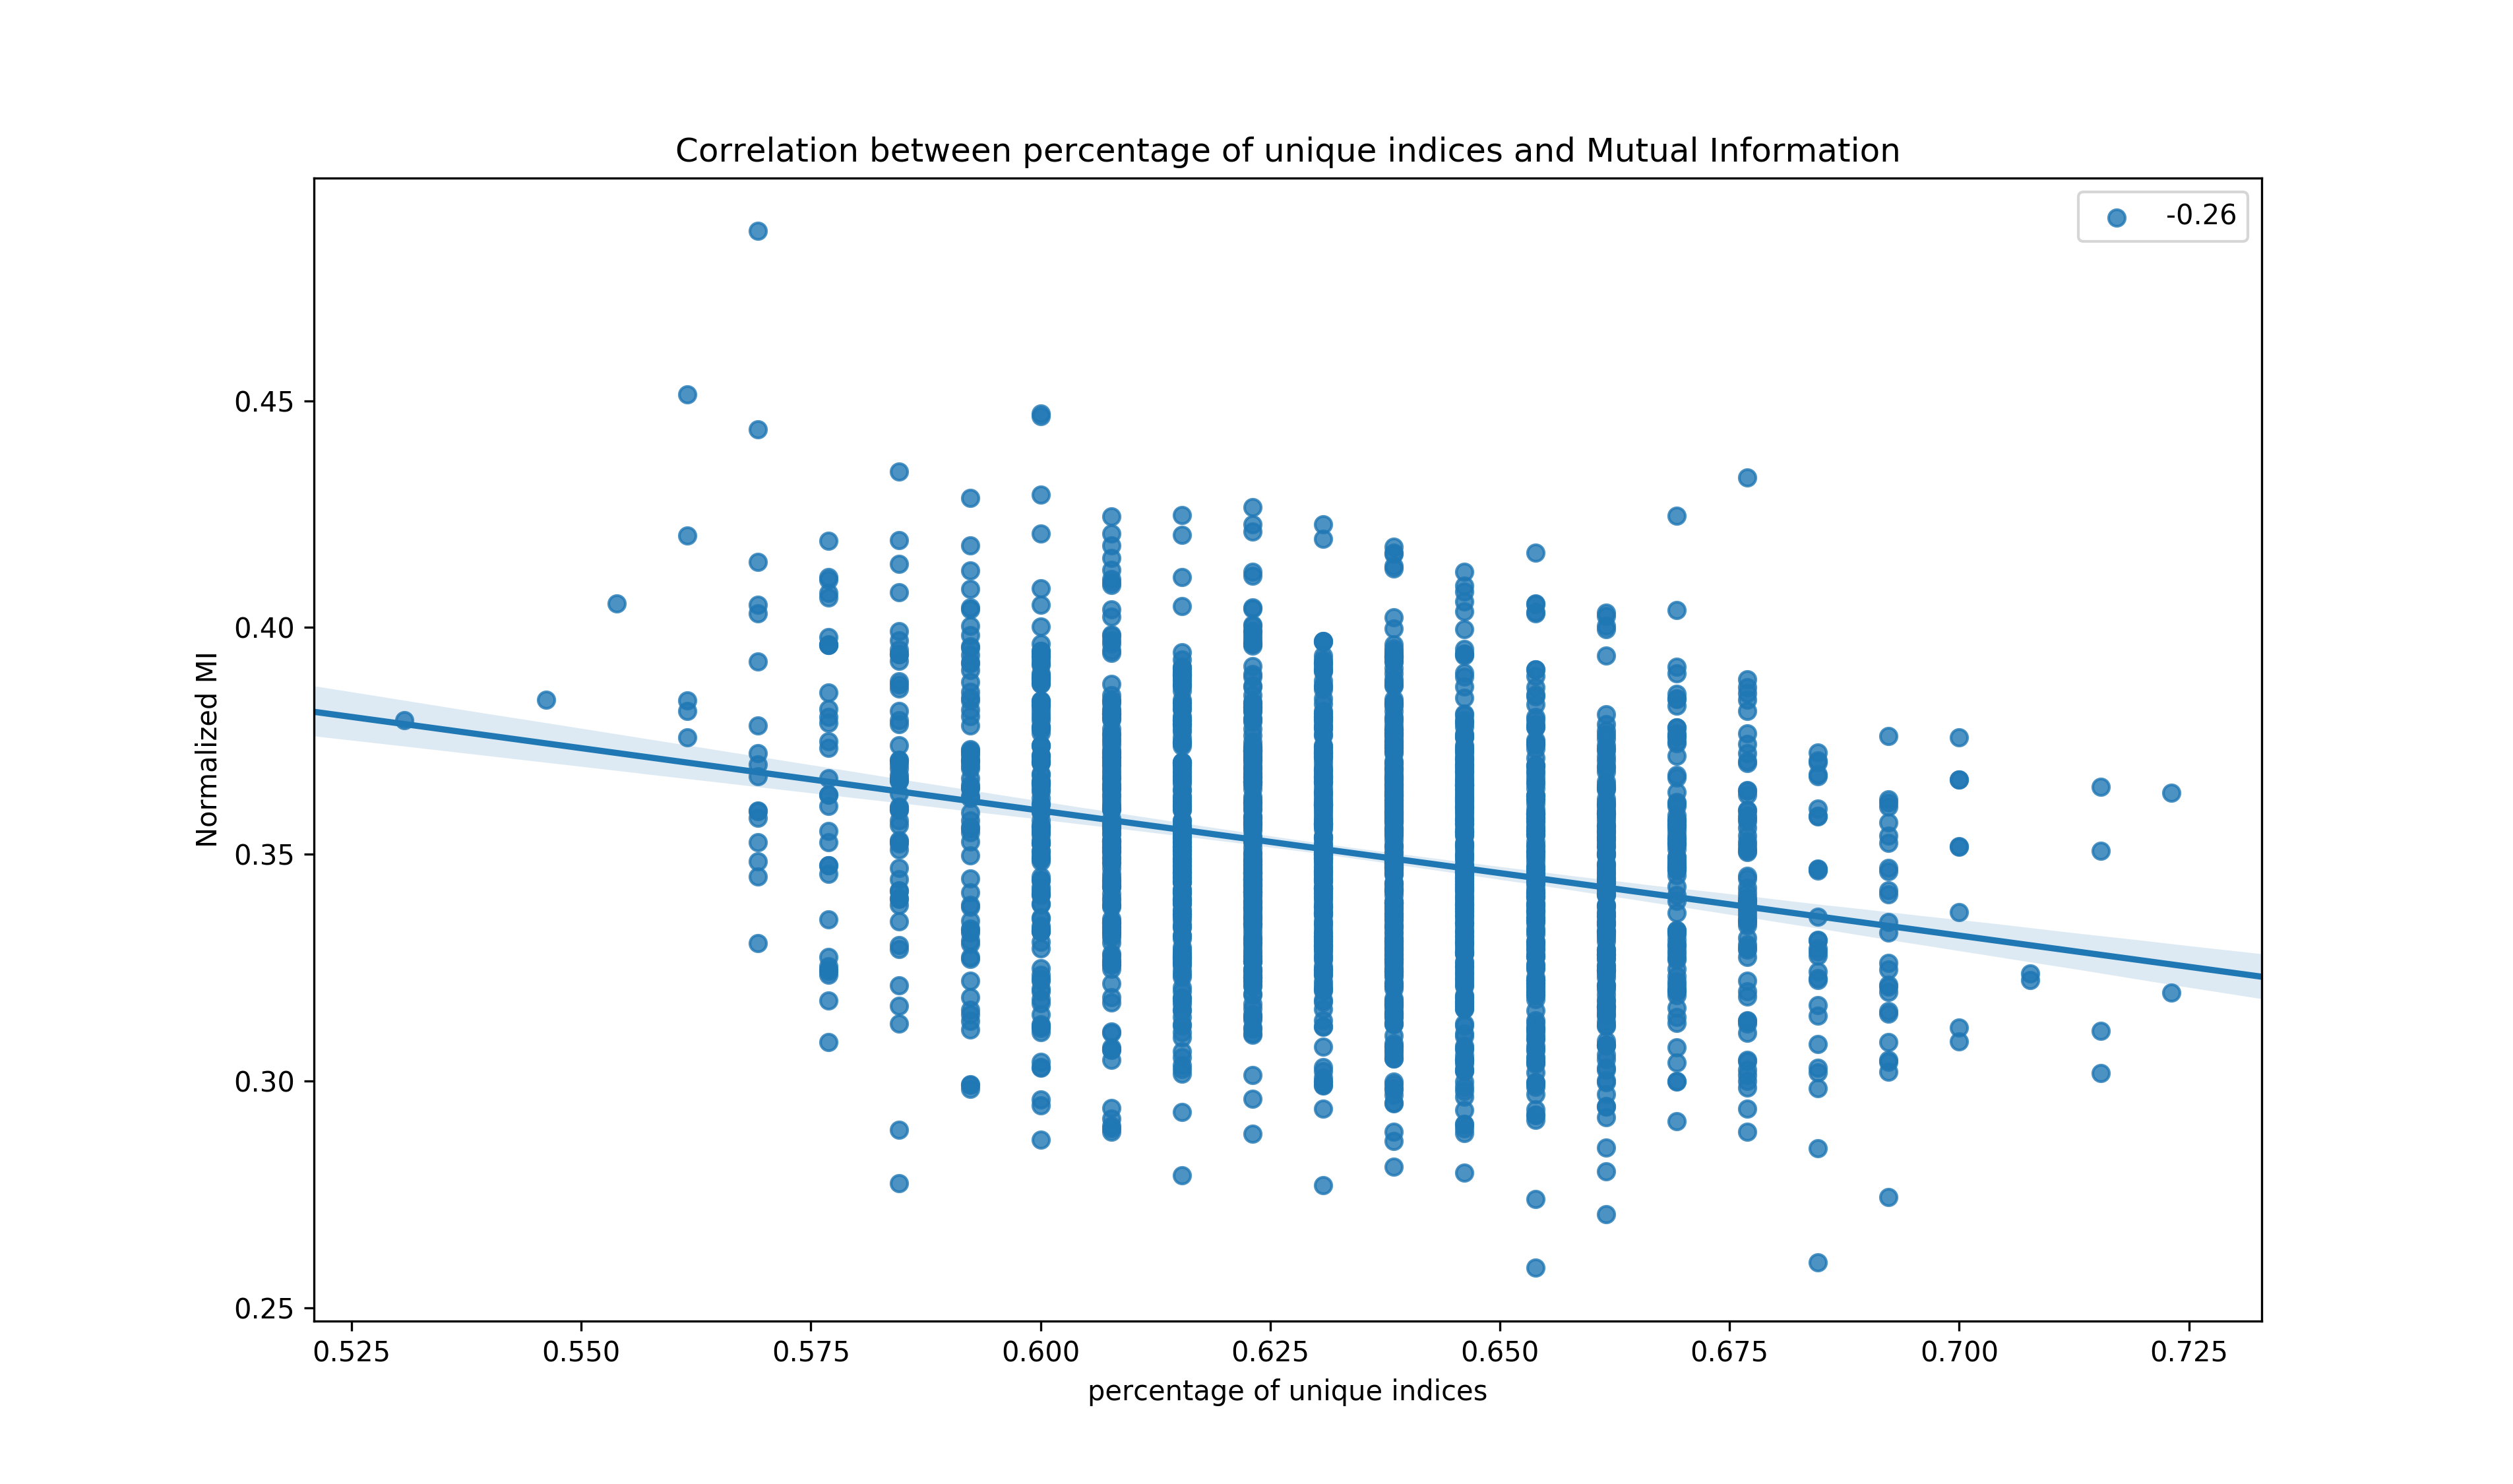 Correlation between percentage of unique indices and Mutual Information
-0.26
Normalized MI
0.45
0.40
0.35
0.30
0.25
0.525 0.550 0.575 0.600 0.625 0.650 0.675 0.700 0.725
percentage of unique indices